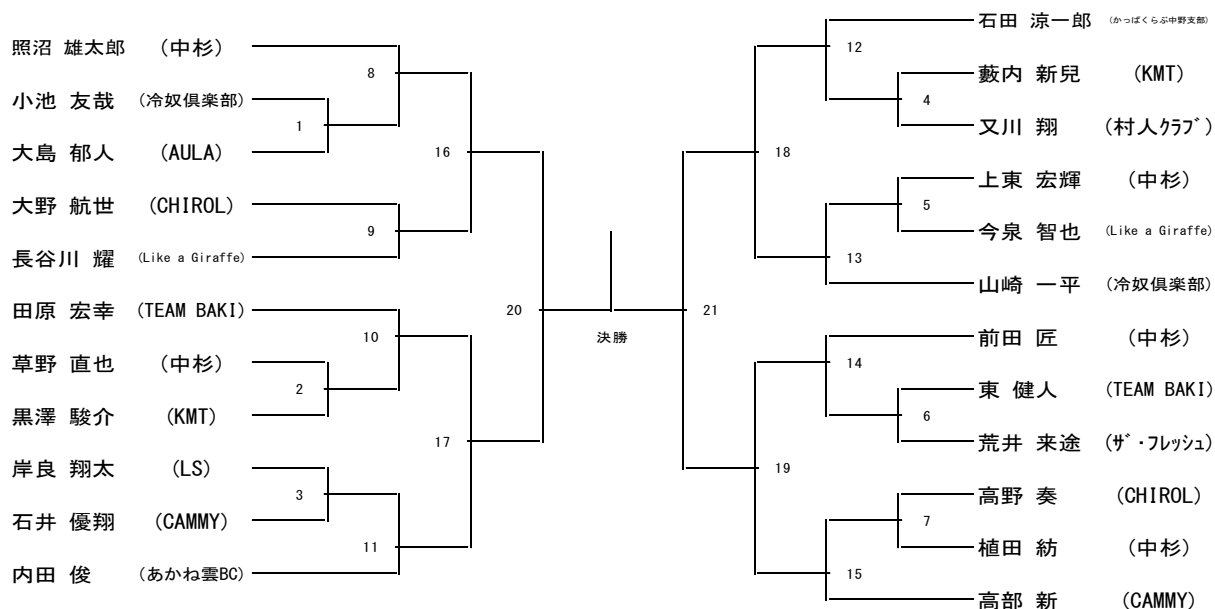 照沼 雄太郎 (中杉)
小池 友哉 (冷奴倶楽部)
大島 郁人 (AULA)
大野 航世 (CHIROL)
長谷川 耀 (Like a Giraffe)
田原 宏幸 (TEAM BAKI)
草野 直也 (中杉)
黒澤 駿介 (KMT)
岸良 翔太 (LS)
石井 優翔 (CAMMY)
内田 俊 (あかね雲BC)
8
1
16
9
20
10
2
17
3
11
決勝
12
4
18
5
13
21
14
6
19
7
15
石田 涼一郎 (かっぱくらぶ中野支部)
藪内 新兒 (KMT)
又川 翔 (村人クラブ)
上東 宏輝 (中杉)
今泉 智也 (Like a Giraffe)
山崎 一平 (冷奴倶楽部)
前田 匠 (中杉)
東 健人 (TEAM BAKI)
荒井 来途 (ザ・フレッシュ)
高野 奏 (CHIROL)
植田 紡 (中杉)
高部 新 (CAMMY)